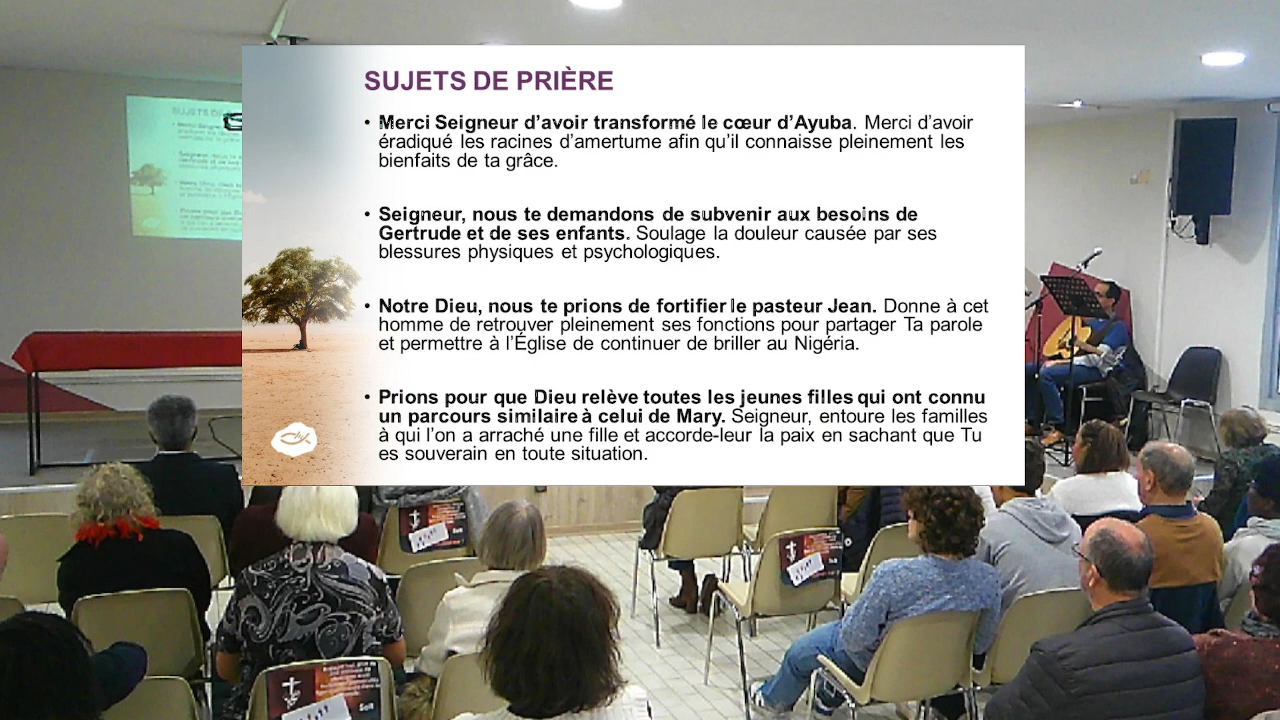 SUJETS DE PRIÈRE
• Merci Seigneur d’avoir transformé le cœur d’Ayuba. Merci d’avoir
éradiqué les racines d’amertume afin qu’il connaisse pleinement les
bienfaits de ta grâce.
• Seigneur, nous te demandons de subvenir aux besoins de
Gertrude et de ses enfants. Soulage la douleur causée par ses
blessures physiques et psychologiques.
• Notre Dieu, nous te prions de fortifier le pasteur Jean. Donne à cet
homme de retrouver pleinement ses fonctions pour partager Ta parole
et permettre à l’Église de continuer de briller au Nigéria.
• Prions pour que Dieu relève toutes les jeunes filles qui ont connu
un parcours similaire à celui de Mary. Seigneur, entoure les familles
à qui l’on a arraché une fille et accorde-leur la paix en sachant que Tu
es souverain en toute situation.